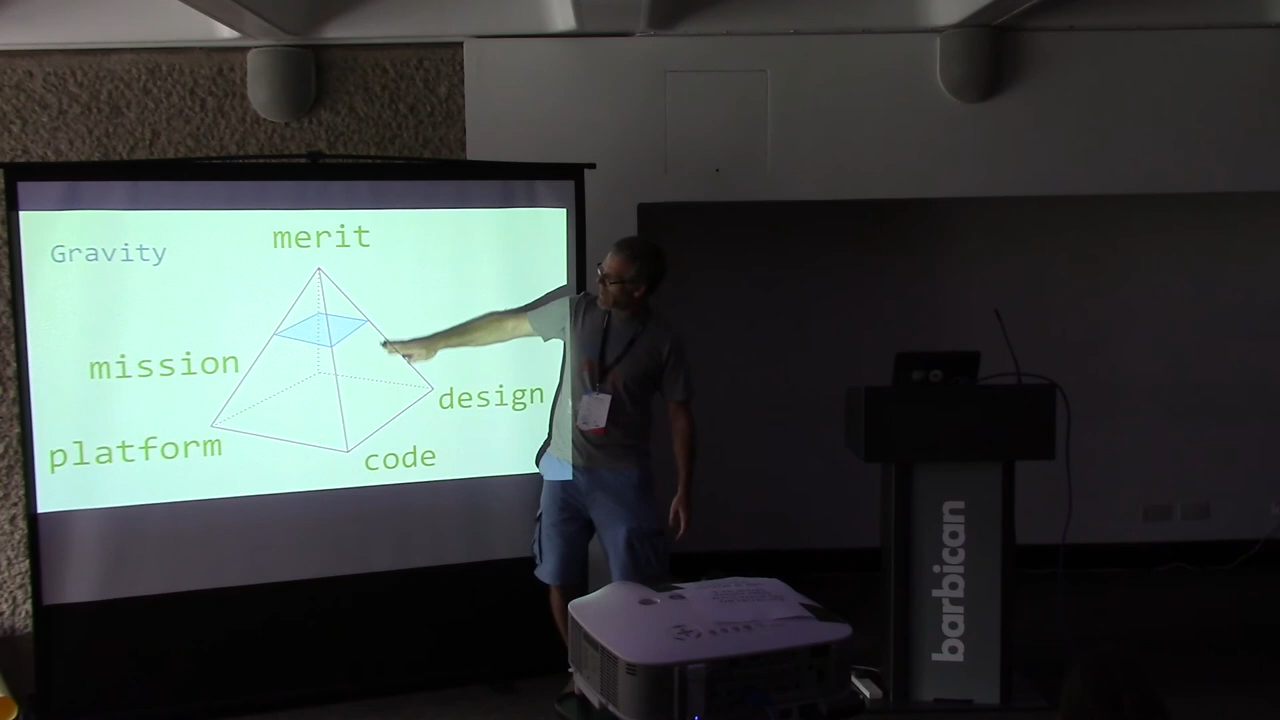 Gravity
merit
mission
design
platform
code
barbican